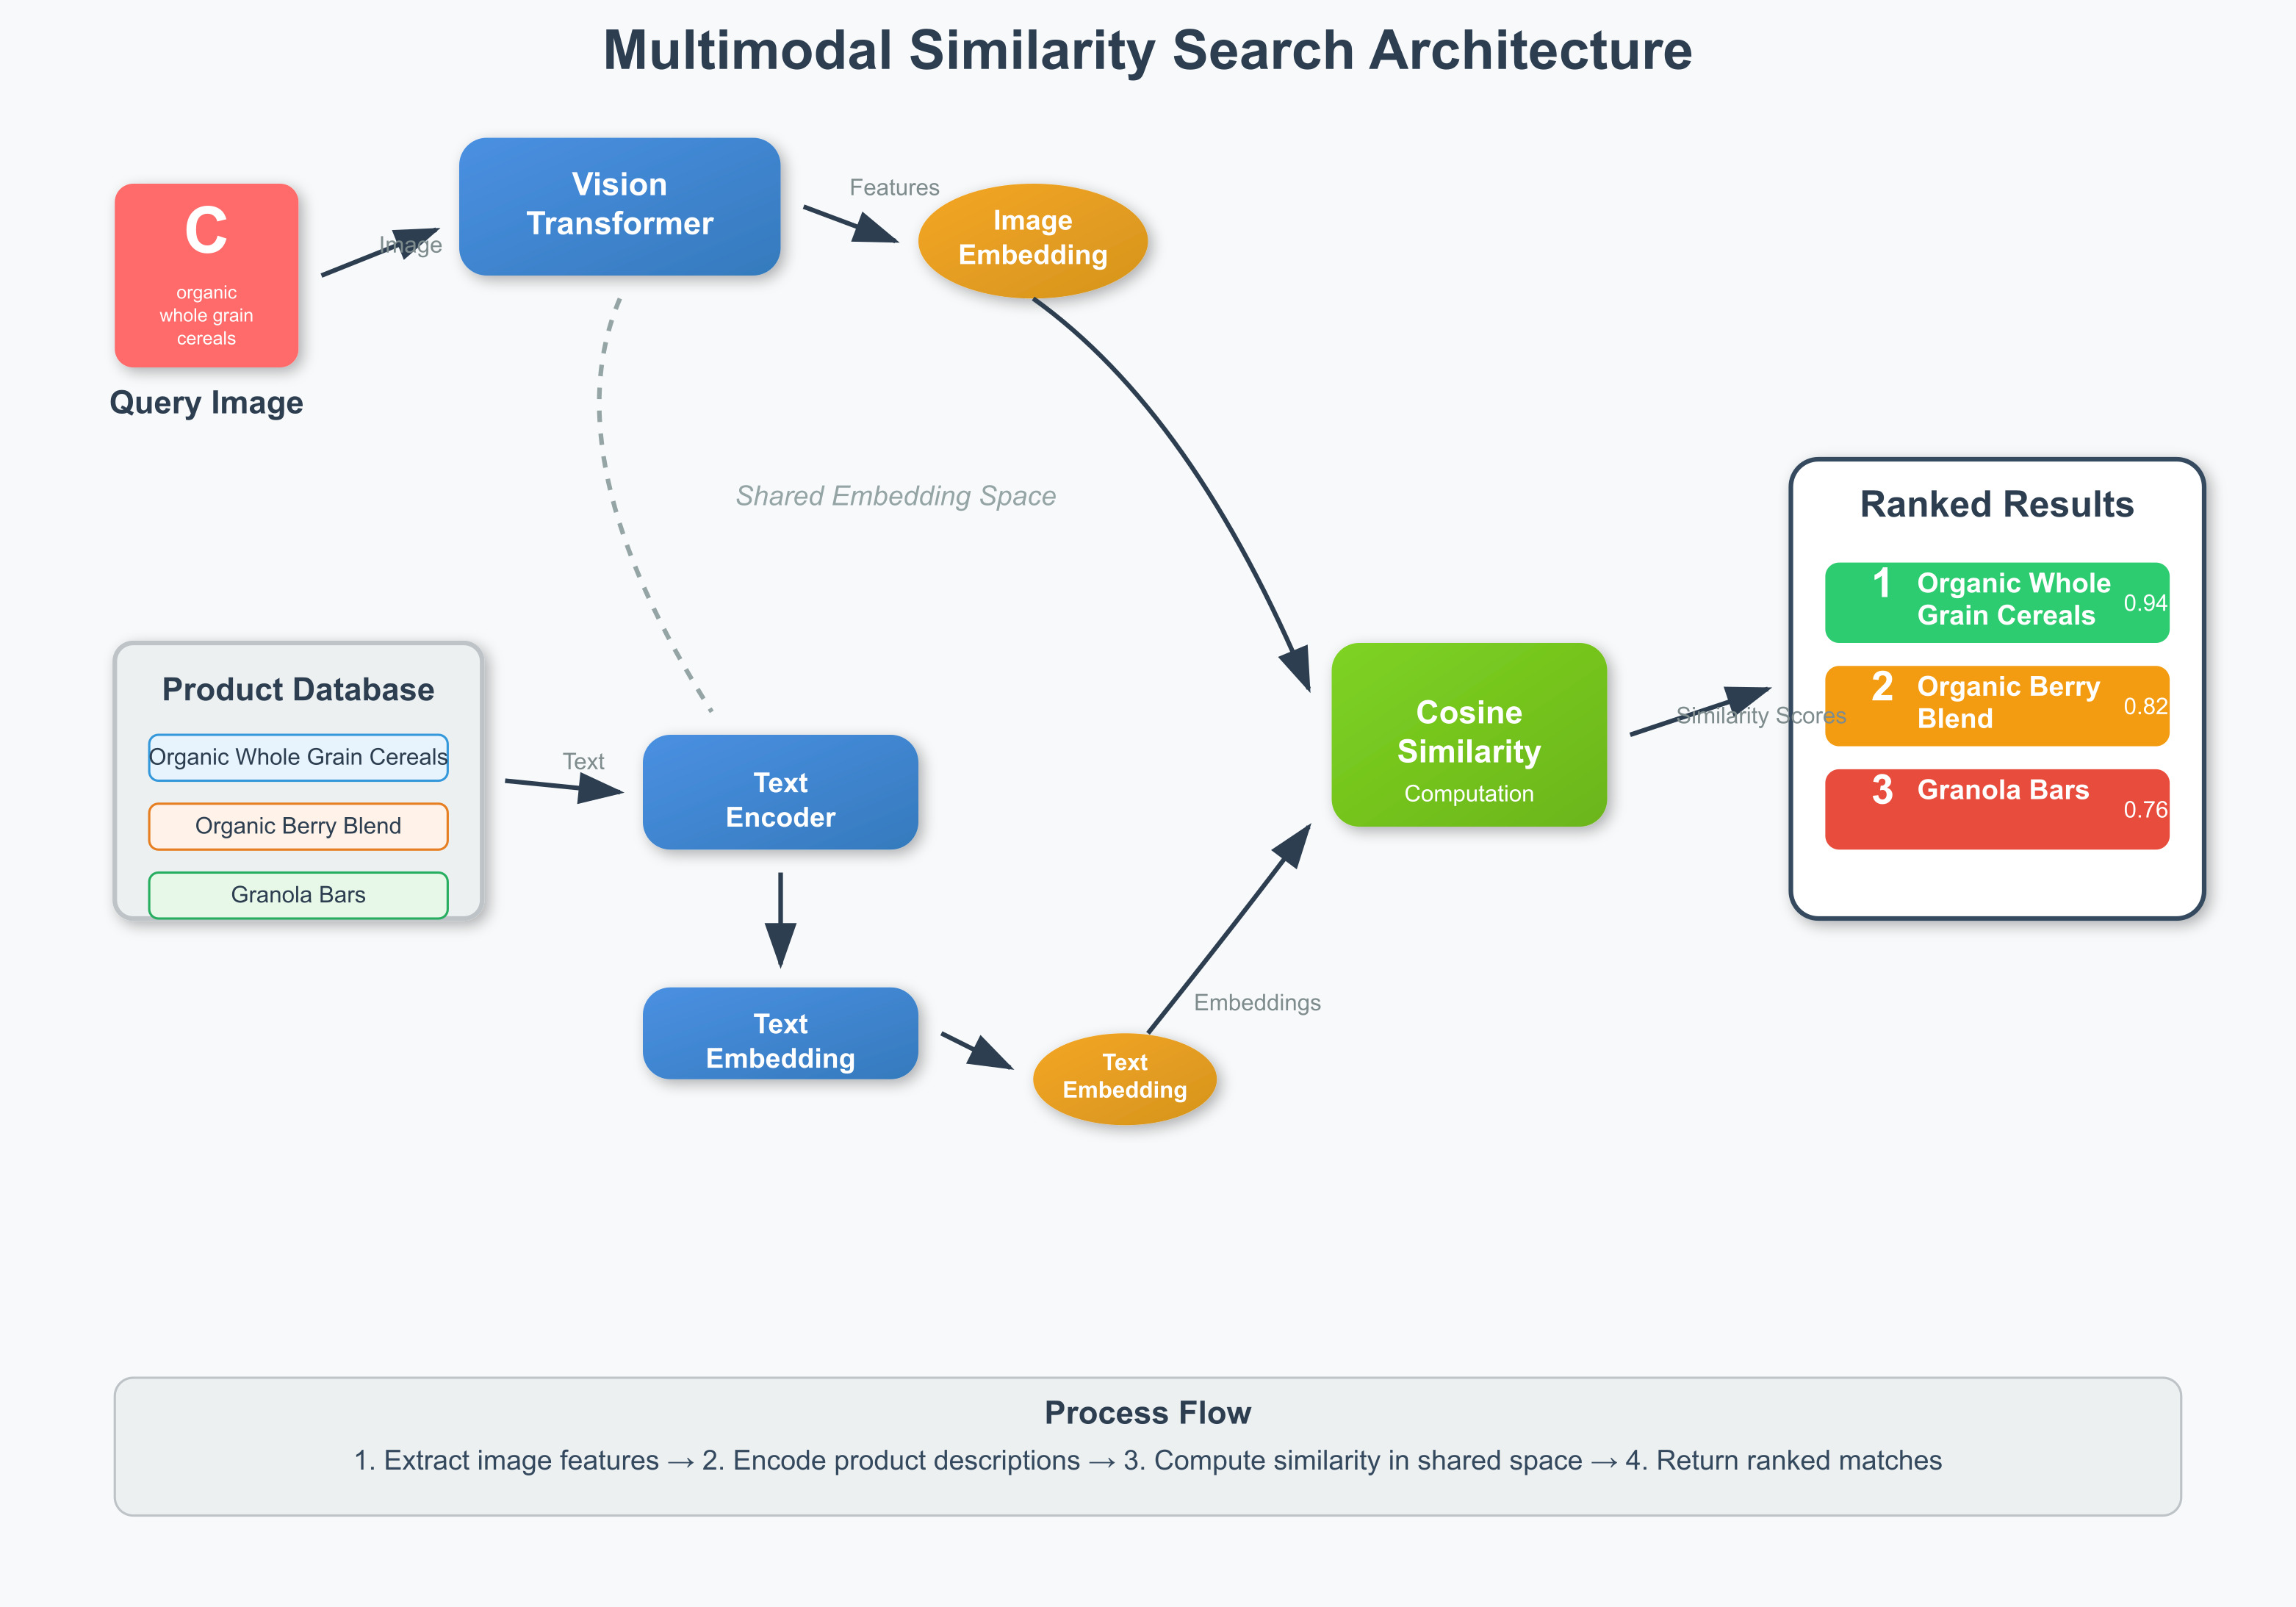 Multimodal Similarity Search Architecture
C
organic
whole grain
cereals
Query Image
Image
Vision
Transformer
Features
Image
Embedding
Shared Embedding Space
Product Database
Organic Whole Grain Cereals
Organic Berry Blend
Granola Bars
Text
Text
Encoder
Text
Embedding
Text
Embedding
Embeddings
Cosine
Similarity
Computation
Similarity Scores
Ranked Results
1 Organic Whole
Grain Cereals
0.94
2 Organic Berry
Blend
0.82
3 Granola Bars
0.76
Process Flow
1. Extract image features → 2. Encode product descriptions → 3. Compute similarity in shared space → 4. Return ranked matches